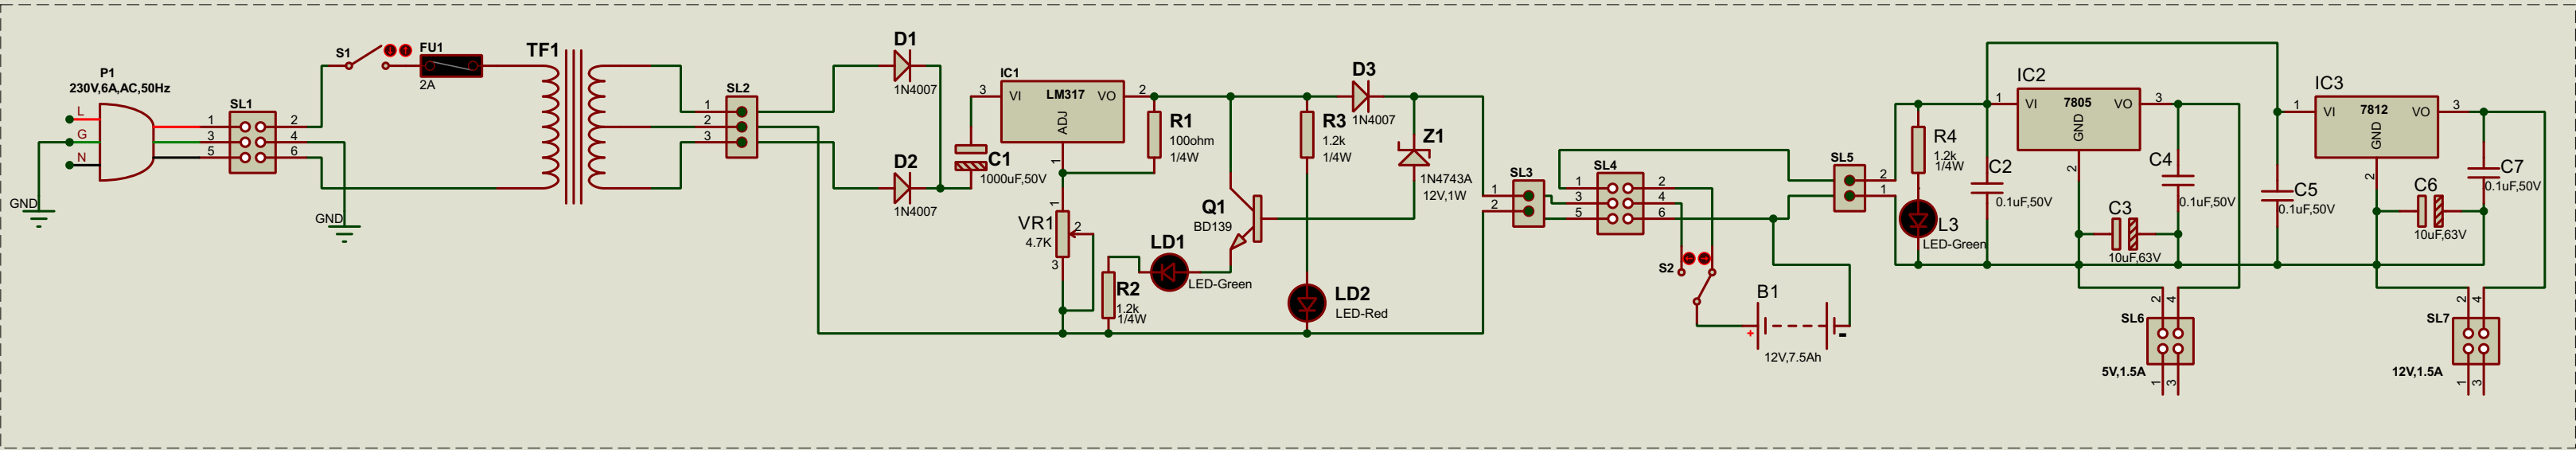 P1
230V,6A,AC,50Hz
L
G
N
GND
SL1
1
3
5
2
4
6
GND
S1
FU1
2A
TF1
SL2
1
2
3
D1
1N4007
D2
1N4007
C1
1000uF,50V
IC1
3
VI
LM317
VO
2
ADJ
1
R1
100ohm
1/4W
VR1
4.7K
1
2
3
R2
1.2k
1/4W
LD1
LED-Green
Q1
BD139
R3
1.2k
1/4W
LD2
LED-Red
D3
1N4007
Z1
1N4743A
12V,1W
SL3
1
2
SL4
1
3
5
2
4
6
S2
B1
+
-
12V,7.5Ah
SL5
2
1
R4
1.2k
1/4W
L3
LED-Green
C2
0.1uF,50V
IC2
1
VI
7805
VO
3
GND
2
C3
10uF,63V
C4
0.1uF,50V
SL6
2
4
1
3
5V,1.5A
C5
0.1uF,50V
IC3
1
VI
7812
VO
3
GND
2
C6
10uF,63V
C7
0.1uF,50V
SL7
2
4
1
3
12V,1.5A